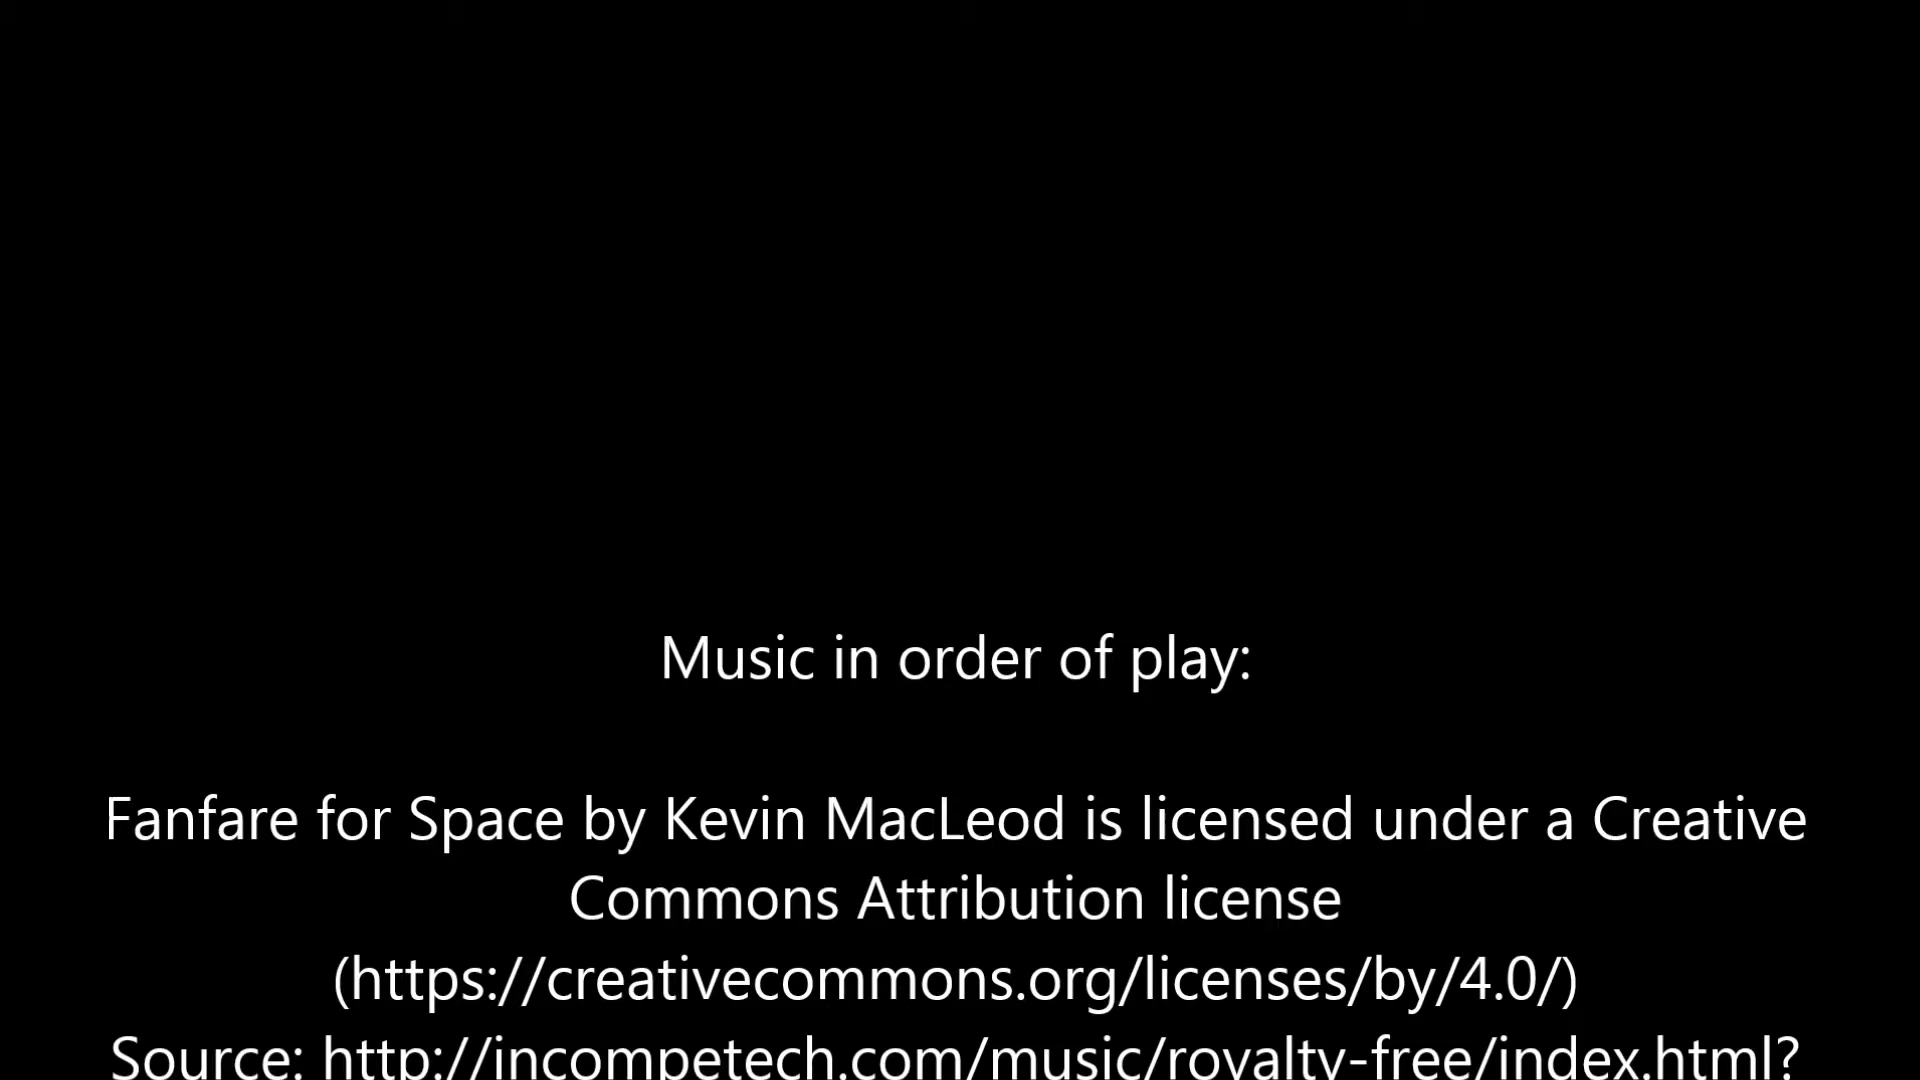 Music in order of play:
Fanfare for Space by Kevin MacLeod is licensed under a Creative
Commons Attribution license
(https://creativecommons.org/licenses/by/4.0/)
Source: http://incompetech.com/music/royalty-free/index.html?